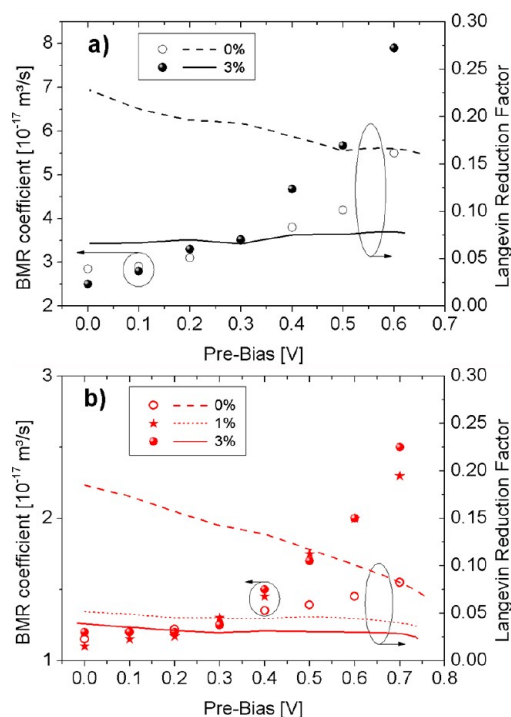 a)
0%
3%
BMR coefficient [10⁻¹⁷ m³/s]
8
7
6
5
4
3
2
Langevin Reduction Factor
0.30
0.25
0.20
0.15
0.10
0.05
0.00
0.0 0.1 0.2 0.3 0.4 0.5 0.6 0.7
Pre-Bias [V]
b)
0%
1%
3%
BMR coefficient [10⁻¹⁷ m³/s]
3
2
1
Langevin Reduction Factor
0.30
0.25
0.20
0.15
0.10
0.05
0.00
0.0 0.1 0.2 0.3 0.4 0.5 0.6 0.7 0.8
Pre-Bias [V]